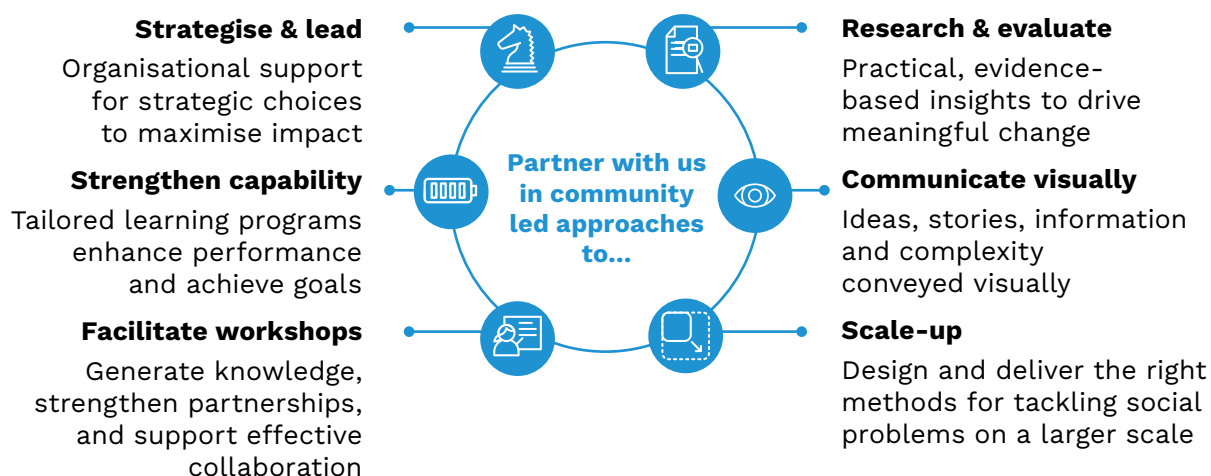 Strategise & lead
Organisational support
for strategic choices
to maximise impact
Strengthen capability
Tailored learning programs
enhance performance
and achieve goals
Facilitate workshops
Generate knowledge,
strengthen partnerships,
and support effective
collaboration
Partner with us
in community
led approaches
to...
Research & evaluate
Practical, evidence-
based insights to drive
meaningful change
Communicate visually
Ideas, stories, information
and complexity
conveyed visually
Scale-up
Design and deliver the right
methods for tackling social
problems on a larger scale